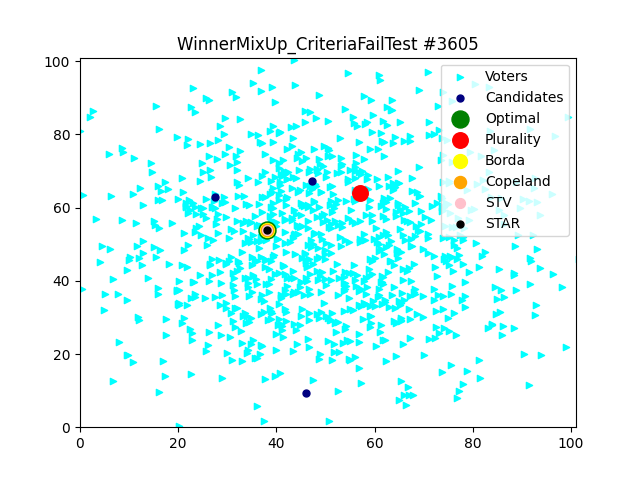 WinnerMixUp_CriteriaFailTest #3605
100
80
60
40
20
0
0 20 40 60 80 100
Voters
Candidates
Optimal
Plurality
Borda
Copeland
STV
STAR